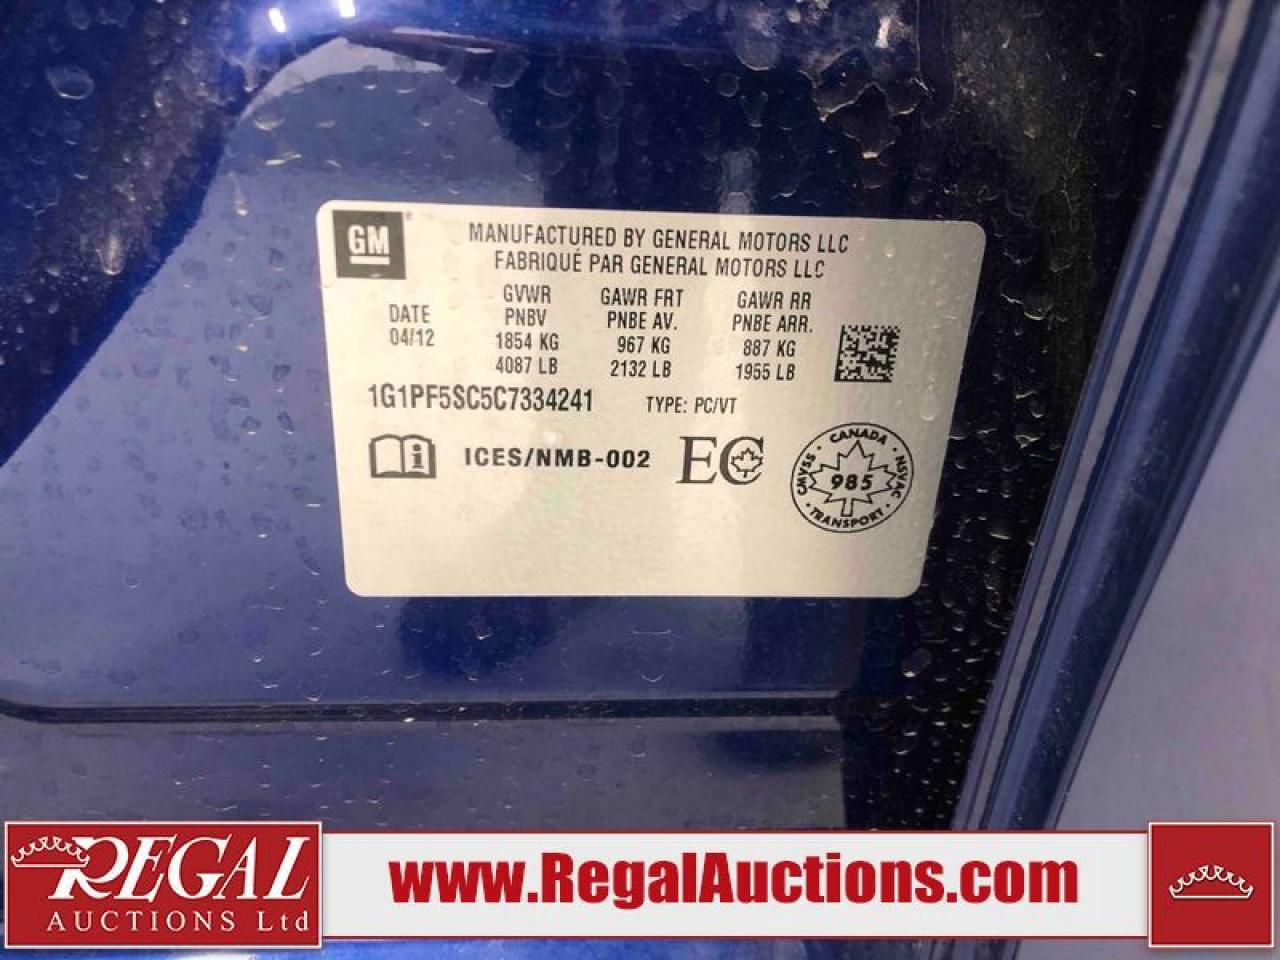 GM
MANUFACTURED BY GENERAL MOTORS LLC
FABRIQUÉ PAR GENERAL MOTORS LLC
DATE
04/12
GVWR
PNBV
1854 KG
4087 LB
GAWR FRT
PNBE AV.
967 KG
2132 LB
GAWR RR
PNBE ARR.
887 KG
1955 LB
1G1PF5SC5C7334241 TYPE: PC/VT
ICES/NMB-002
EC
CANADA
CMVSS
985
NSVAC
TRANSPORT
REGAL
AUCTIONS Ltd
www.RegalAuctions.com